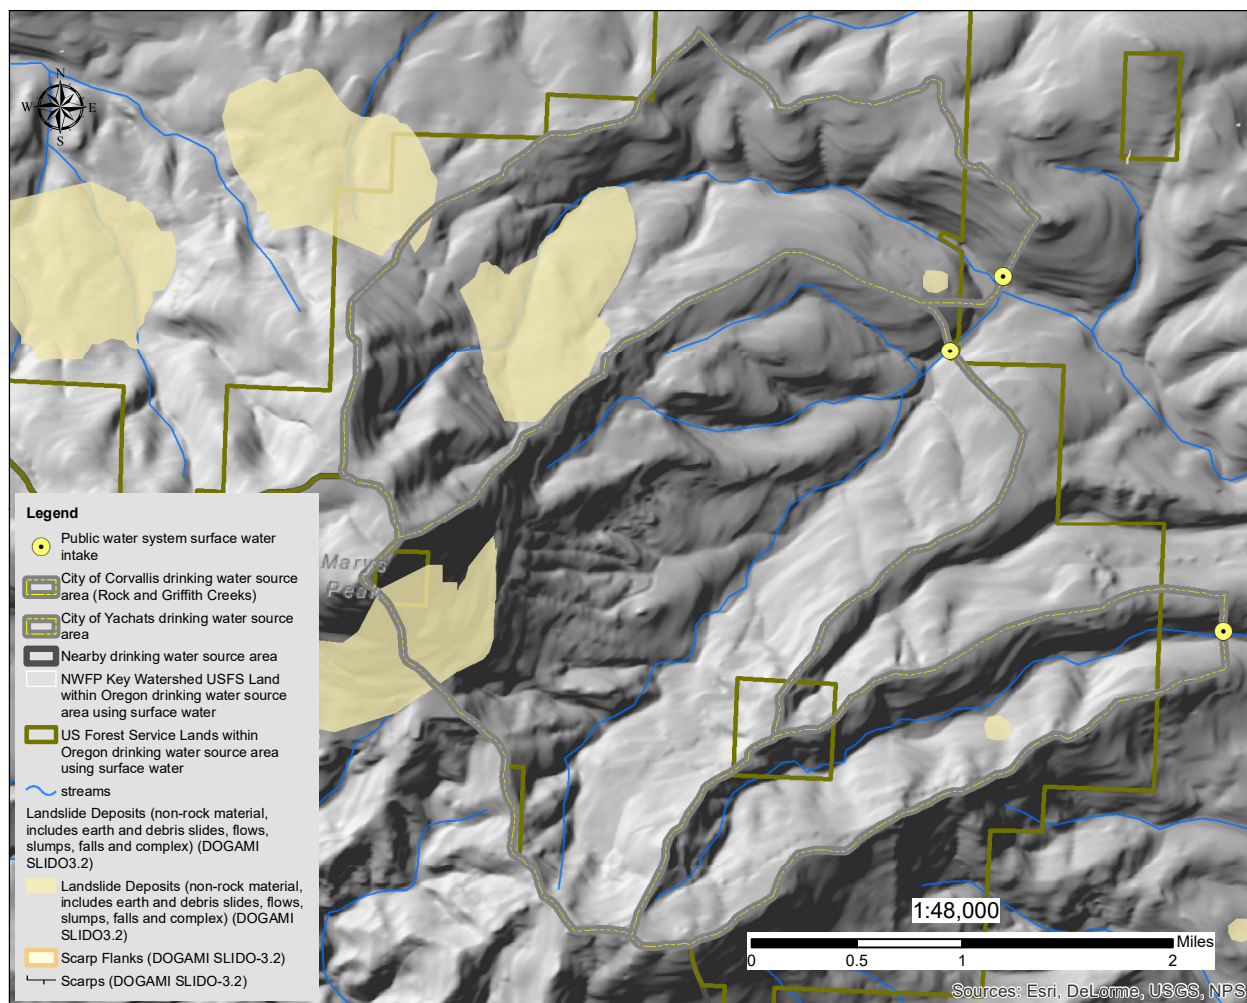 N
W
E
S
Marys
Peak
Legend
Public water system surface water
intake
City of Corvallis drinking water source
area (Rock and Griffith Creeks)
City of Yachats drinking water source
area
Nearby drinking water source area
NWFP Key Watershed USFS Land
within Oregon drinking water source
area using surface water
US Forest Service Lands within
Oregon drinking water source area
using surface water
streams
Landslide Deposits (non-rock material,
includes earth and debris slides, flows,
slumps, falls and complex) (DOGAMI
SLIDO3.2)
Landslide Deposits (non-rock material,
includes earth and debris slides, flows,
slumps, falls and complex) (DOGAMI
SLIDO3.2)
Scarp Flanks (DOGAMI SLIDO-3.2)
Scarps (DOGAMI SLIDO-3.2)
1:48,000
Miles
0 0.5 1 2
Sources: Esri, DeLorme, USGS, NPS